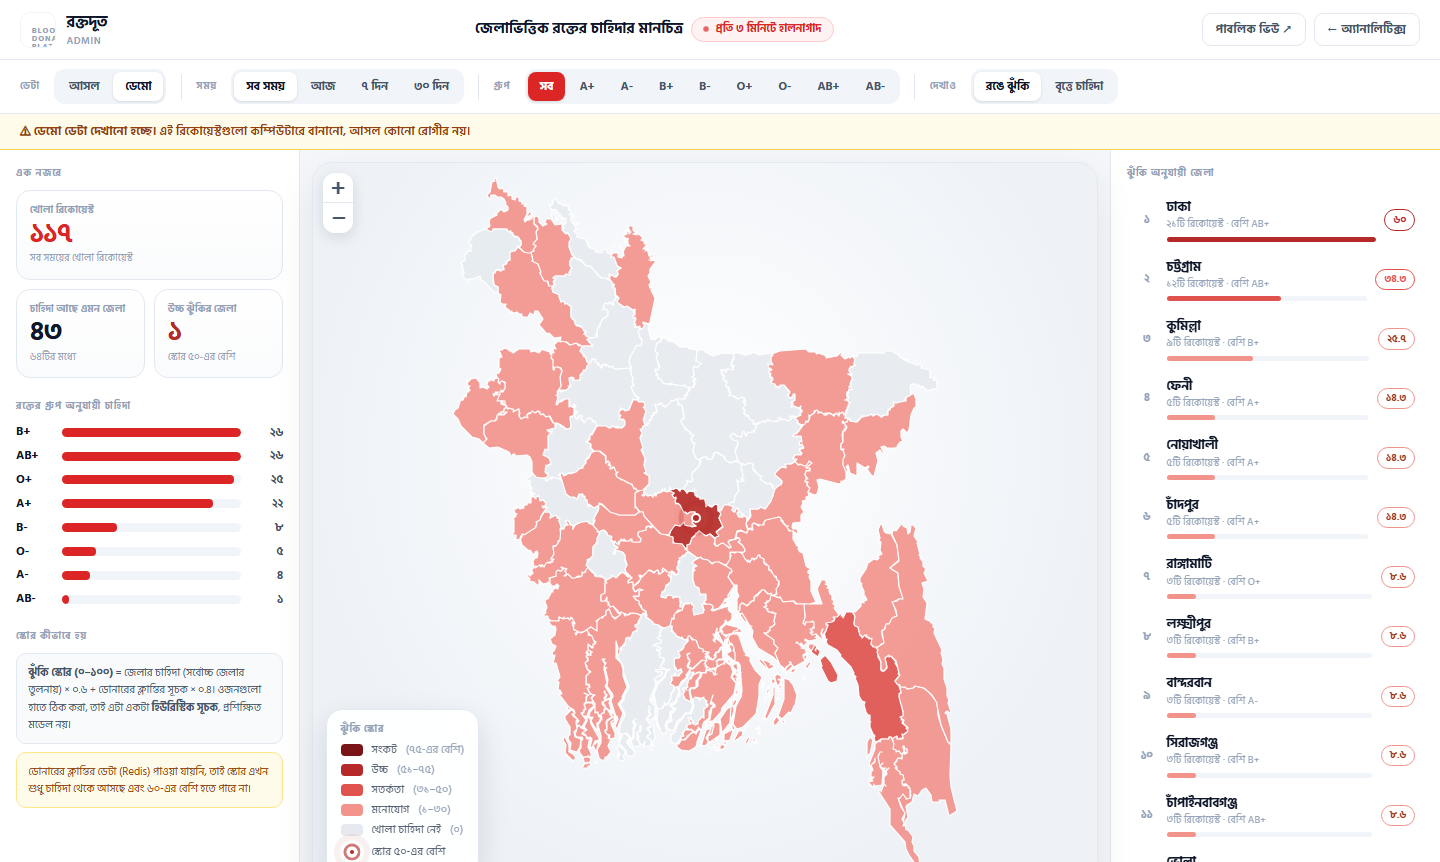 BLOO
DONA
রক্তদূত
ADMIN
জেলাভিত্তিক রক্তের চাহিদার মানচিত্র
প্রতি ৩ মিনিটে হালনাগাদ
পাবলিক ভিউ ↗
← অ্যানালিটিক্স
ডেটা
আসল
ডেমো
সময়
সব সময়
আজ
৭ দিন
৩০ দিন
গ্রুপ
সব
A+
A-
B+
B-
O+
O-
AB+
AB-
দেখাও
রঙে ঝুঁকি
বৃত্তে চাহিদা
⚠ ডেমো ডেটা দেখানো হচ্ছে। এই রিকোয়েস্টগুলো কম্পিউটারে বানানো, আসল কোনো রোগীর নয়।
এক নজরে
খোলা রিকোয়েস্ট
১১৭
সব সময়ের খোলা রিকোয়েস্ট
চাহিদা আছে এমন জেলা
৪৩
৬৪টির মধ্যে
উচ্চ ঝুঁকির জেলা
১
স্কোর ৫০-এর বেশি
রক্তের গ্রুপ অনুযায়ী চাহিদা
B+ ২৬
AB+ ২৬
O+ ২৫
A+ ২২
B- ৮
O- ৫
A- ৪
AB- ১
স্কোর কীভাবে হয়
ঝুঁকি স্কোর (০–১০০) = জেলার চাহিদা (সর্বোচ্চ জেলার
তুলনায়) × ০.৬ + ডোনারের ক্লান্তির সূচক × ০.৪। ওজনগুলো
হাতে ঠিক করা, তাই এটা একটা হিউরিস্টিক সূচক, প্রশিক্ষিত
মডেল নয়।
ডোনারের ক্লান্তির ডেটা (Redis) পাওয়া যায়নি, তাই স্কোর এখন
শুধু চাহিদা থেকে আসছে এবং ৬০-এর বেশি হতে পারে না।
+
−
ঝুঁকি স্কোর
সংকট (৭৫-এর বেশি)
উচ্চ (৫১–৭৫)
সতর্কতা (৩১–৫০)
মনোযোগ (১–৩০)
খোলা চাহিদা নেই (০)
স্কোর ৫০-এর বেশি
ঝুঁকি অনুযায়ী জেলা
১
ঢাকা
২১টি রিকোয়েস্ট · বেশি AB+
৬০
২
চট্টগ্রাম
১২টি রিকোয়েস্ট · বেশি AB+
৩৪.৩
৩
কুমিল্লা
৯টি রিকোয়েস্ট · বেশি B+
২৫.৭
৪
ফেনী
৫টি রিকোয়েস্ট · বেশি A+
১৪.৩
৫
নোয়াখালী
৫টি রিকোয়েস্ট · বেশি A+
১৪.৩
৬
চাঁদপুর
৫টি রিকোয়েস্ট · বেশি A+
১৪.৩
৭
রাঙ্গামাটি
৩টি রিকোয়েস্ট · বেশি O+
৮.৬
৮
লক্ষ্মীপুর
৩টি রিকোয়েস্ট · বেশি B+
৮.৬
৯
বান্দরবান
৩টি রিকোয়েস্ট · বেশি A-
৮.৬
১০
সিরাজগঞ্জ
৩টি রিকোয়েস্ট · বেশি B+
৮.৬
১১
চাঁপাইনবাবগঞ্জ
৩টি রিকোয়েস্ট · বেশি AB+
৮.৬